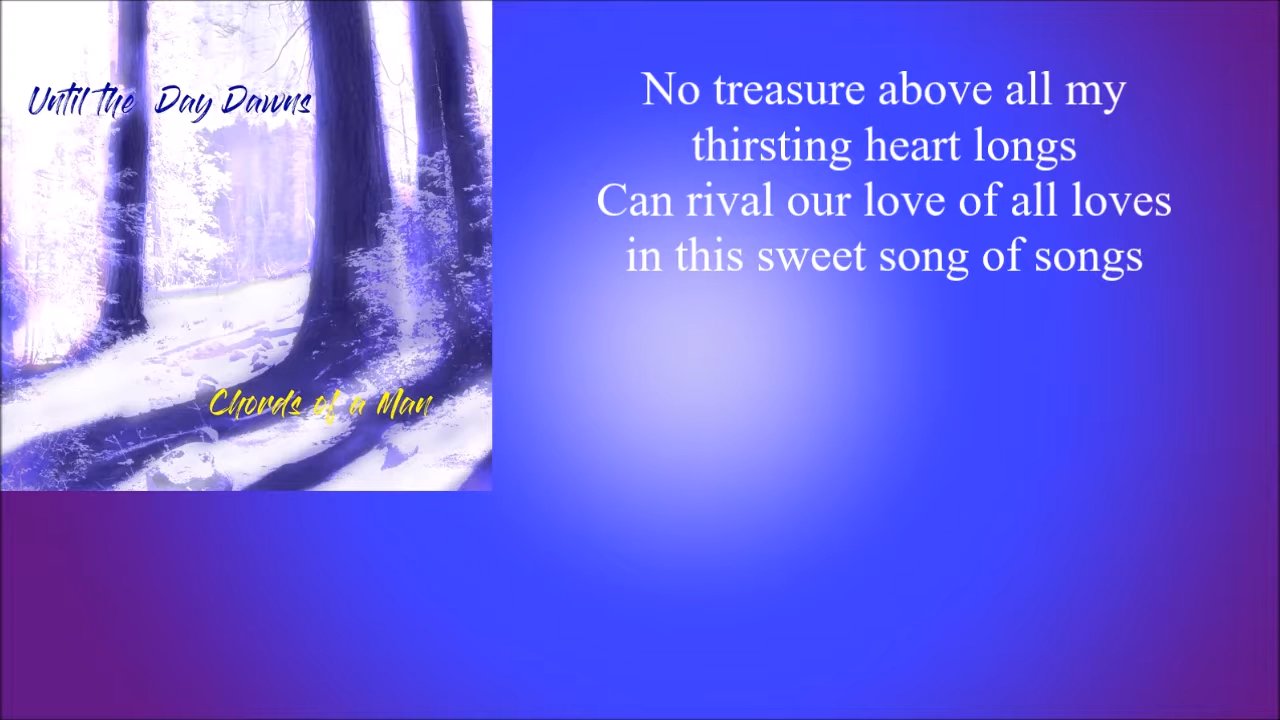 Until the Day Dawns
Chords of a Man
No treasure above all my
thirsting heart longs
Can rival our love of all loves
in this sweet song of songs